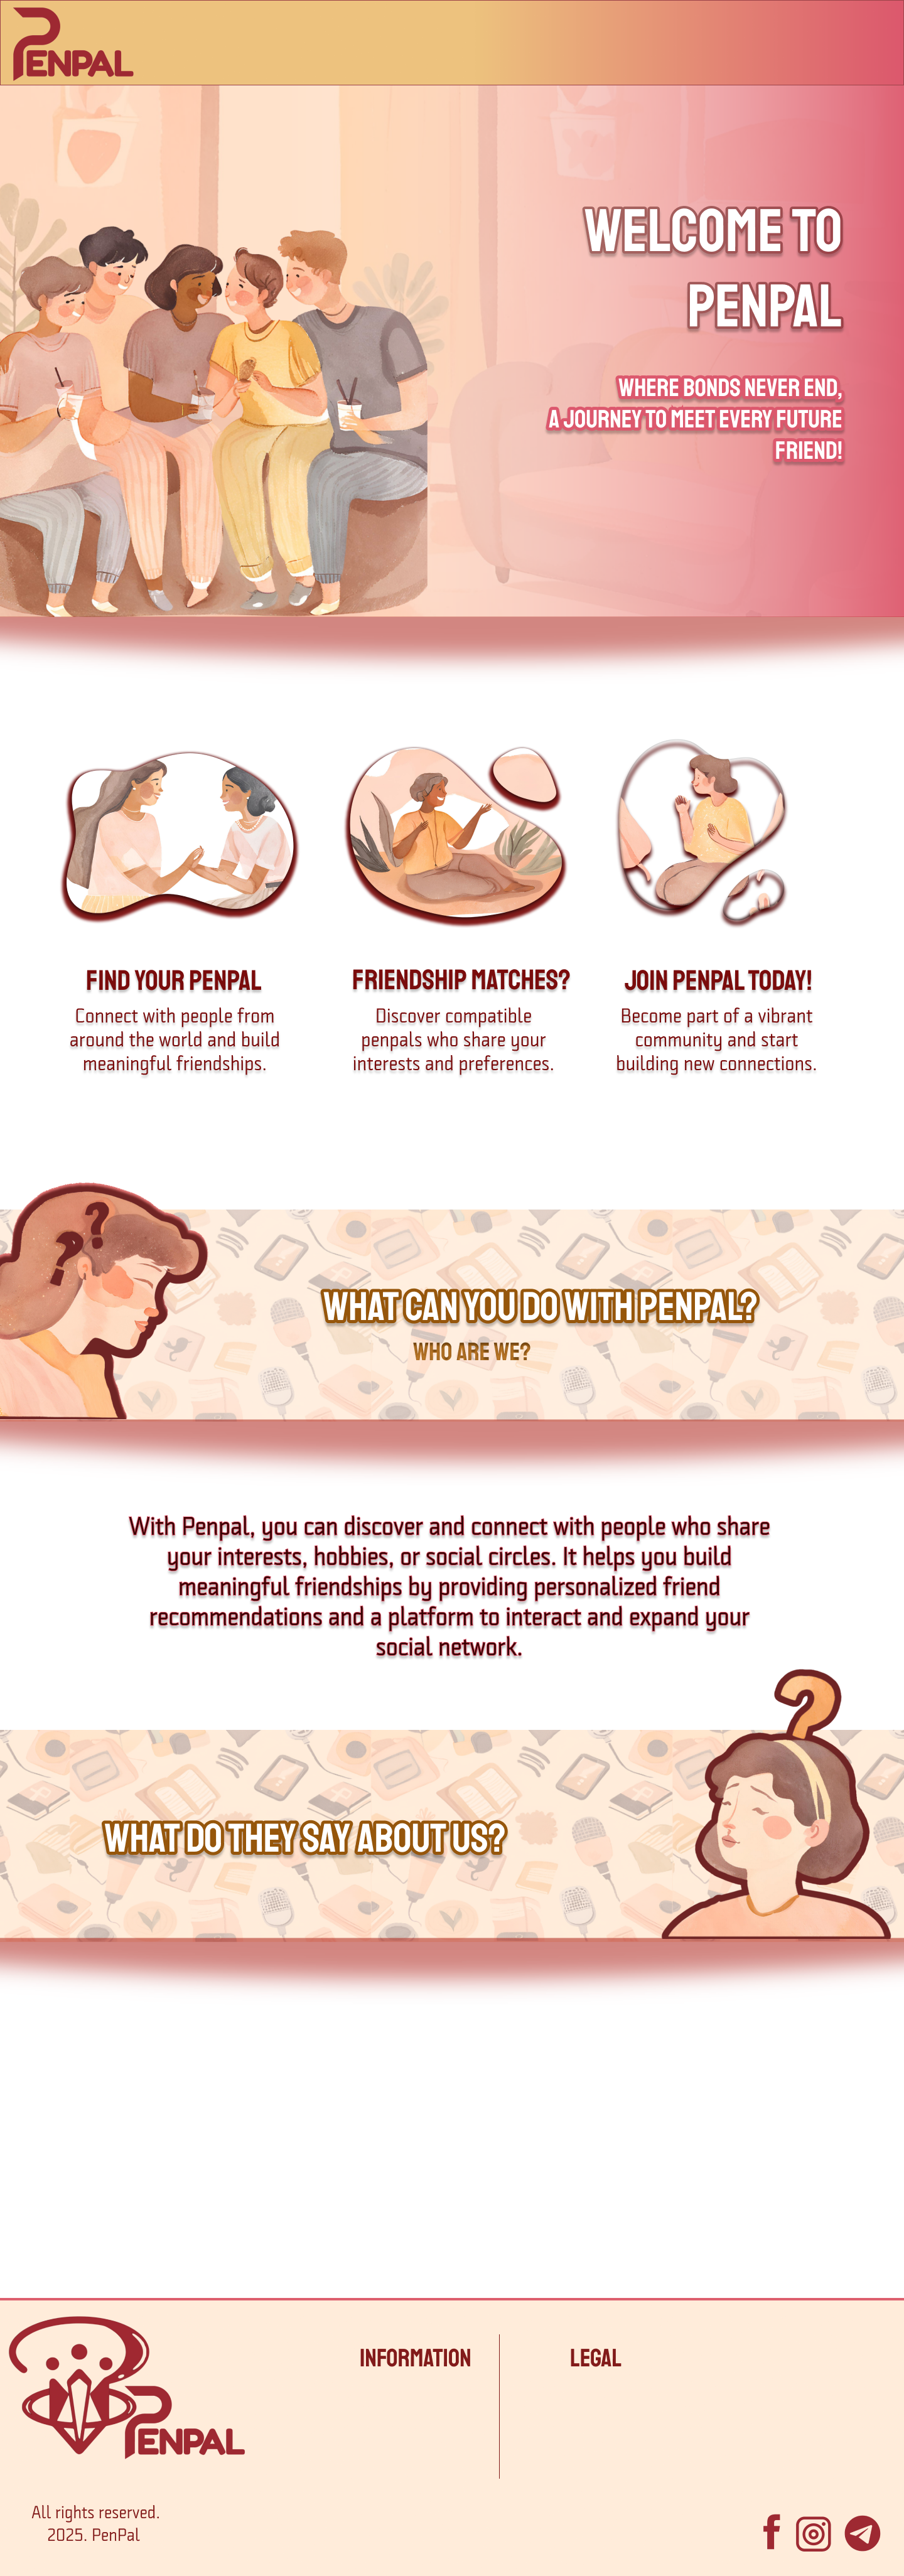 PENPAL
WELCOME TO
PENPAL
WHERE BONDS NEVER END,
A JOURNEY TO MEET EVERY FUTURE
FRIEND!
FIND YOUR PENPAL
Connect with people from
around the world and build
meaningful friendships.
FRIENDSHIP MATCHES?
Discover compatible
penpals who share your
interests and preferences.
JOIN PENPAL TODAY!
Become part of a vibrant
community and start
building new connections.
? ?
WHAT CAN YOU DO WITH PENPAL?
WHO ARE WE?
With Penpal, you can discover and connect with people who share
your interests, hobbies, or social circles. It helps you build
meaningful friendships by providing personalized friend
recommendations and a platform to interact and expand your
social network.
?
WHAT DO THEY SAY ABOUT US?
PENPAL
INFORMATION
LEGAL
All rights reserved.
2025. PenPal